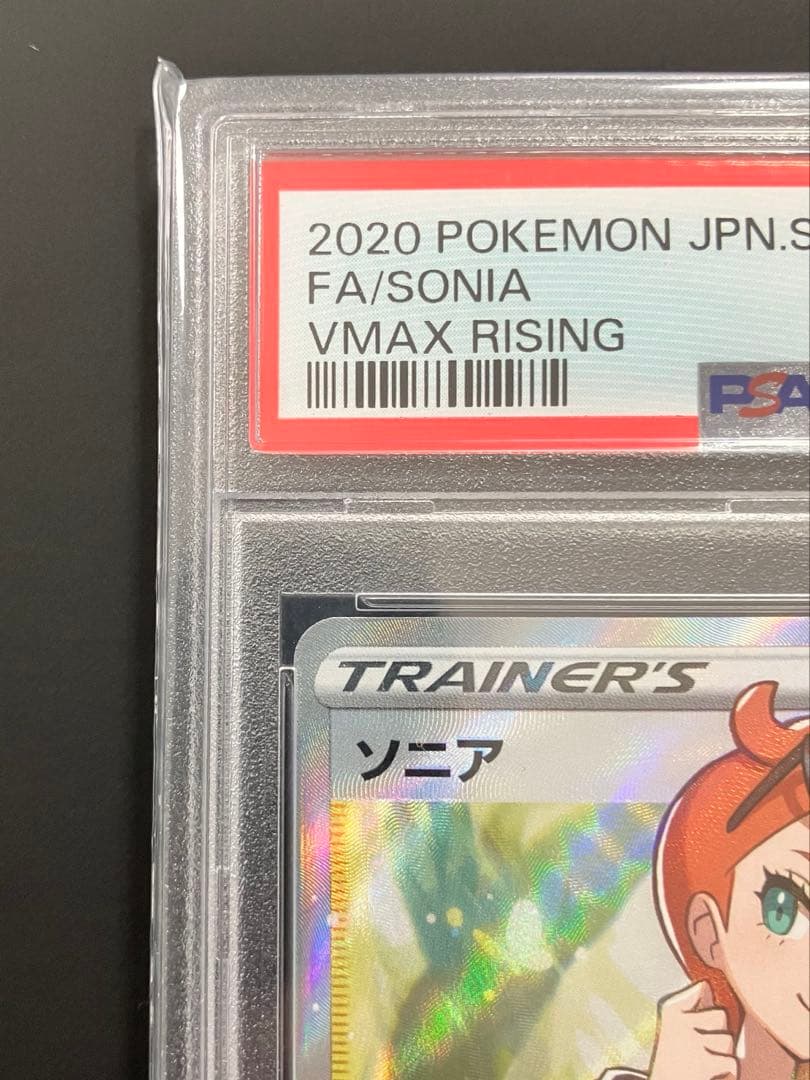 2020 POKEMON JPN.S
FA/SONIA
VMAX RISING
PSA
TRAINER'S
ソニア